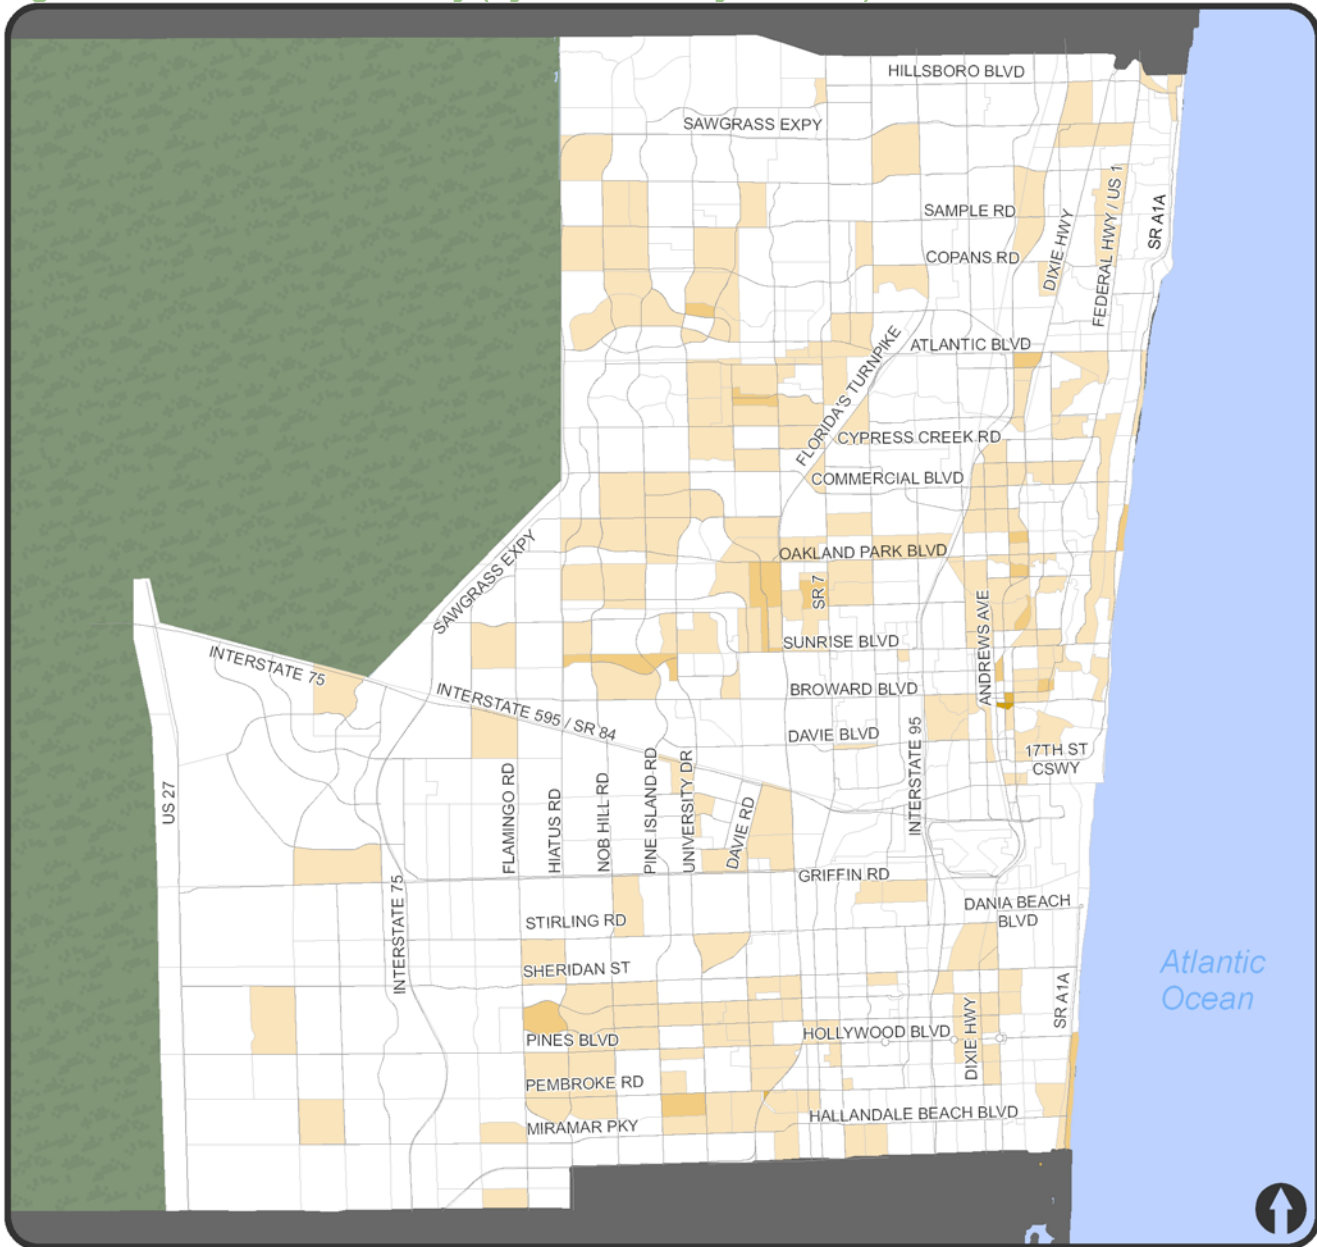 HILLSBORO BLVD
SAWGRASS EXPY
SAMPLE RD
SR A1A
FEDERAL HWY / US 1
DIXIE HWY
COPANS RD
ATLANTIC BLVD
FLORIDA'S TURNPIKE
CYPRESS CREEK RD
COMMERCIAL BLVD
SAWGRASS EXPY
OAKLAND PARK BLVD
SR 7
ANDREWS AVE
SUNRISE BLVD
INTERSTATE 75
INTERSTATE 595 / SR 84
BROWARD BLVD
DAVIE BLVD
17TH ST
CSWY
US 27
FLAMINGO RD
HIATUS RD
NOB HILL RD
PINE ISLAND RD
UNIVERSITY DR
DAVIE RD
INTERSTATE 95
GRIFFIN RD
INTERSTATE 75
STIRLING RD
DANIA BEACH
BLVD
SHERIDAN ST
Atlantic
Ocean
SR A1A
PINES BLVD
HOLLYWOOD BLVD
DIXIE HWY
PEMBROKE RD
HALLANDALE BEACH BLVD
MIRAMAR PKY